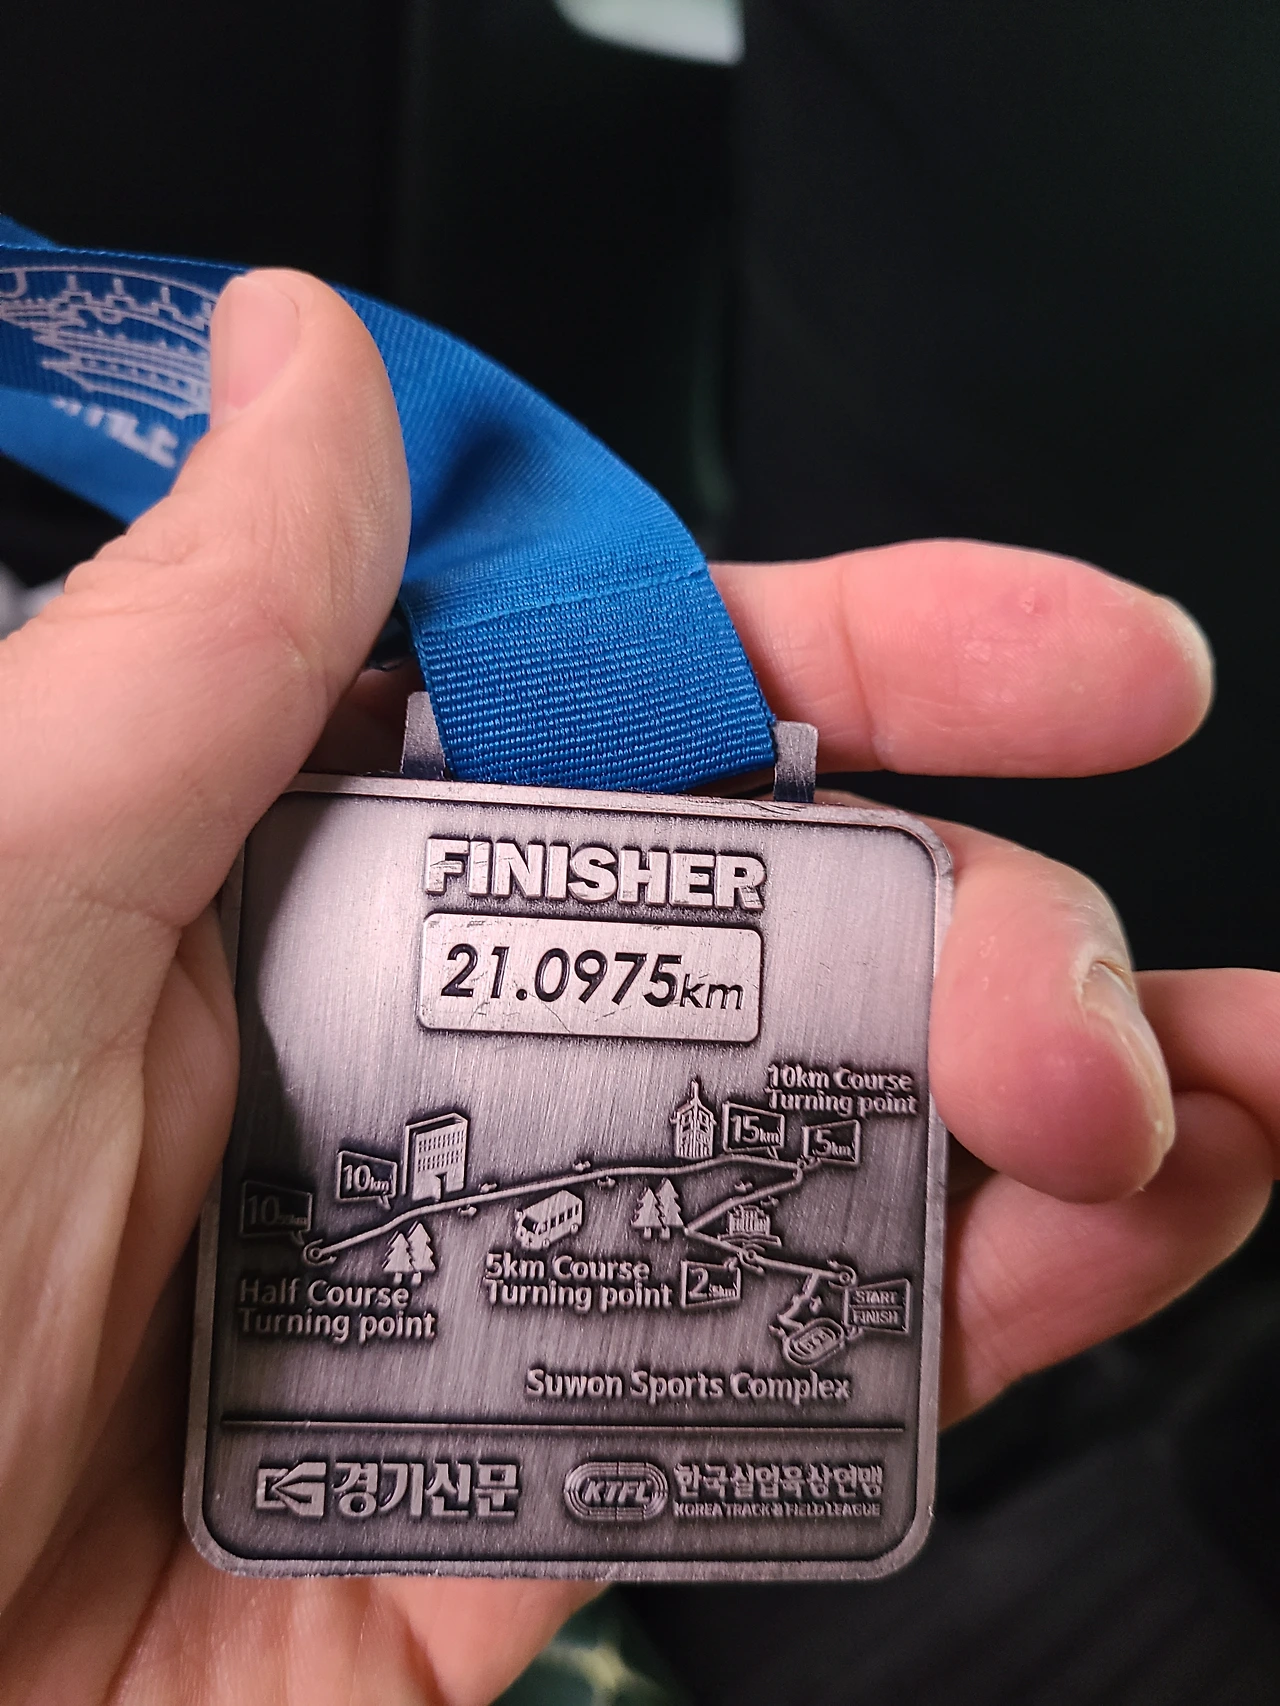 FINISHER
21.0975km
10km Course
Turning point
15km
5km
10km
Half Course
Turning point
5km Course
Turning point
2.5km
START
FINISH
Suwon Sports Complex
경기신문
KTFL
한국실업육상연맹
KOREA TRACK & FIELD LEAGUE